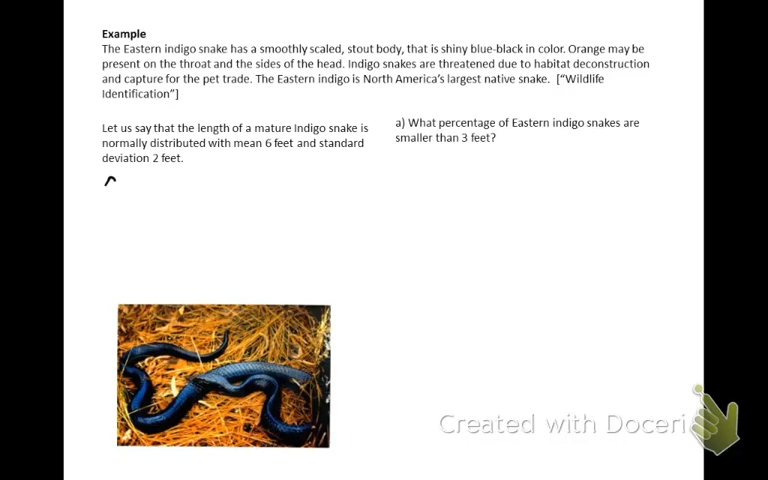 Example
The Eastern indigo snake has a smoothly scaled, stout body, that is shiny blue-black in color. Orange may be
present on the throat and the sides of the head. Indigo snakes are threatened due to habitat deconstruction
and capture for the pet trade. The Eastern indigo is North America's largest native snake. ["Wildlife
Identification"]
Let us say that the length of a mature Indigo snake is
normally distributed with mean 6 feet and standard
deviation 2 feet.
a) What percentage of Eastern indigo snakes are
smaller than 3 feet?
Created with Doceri